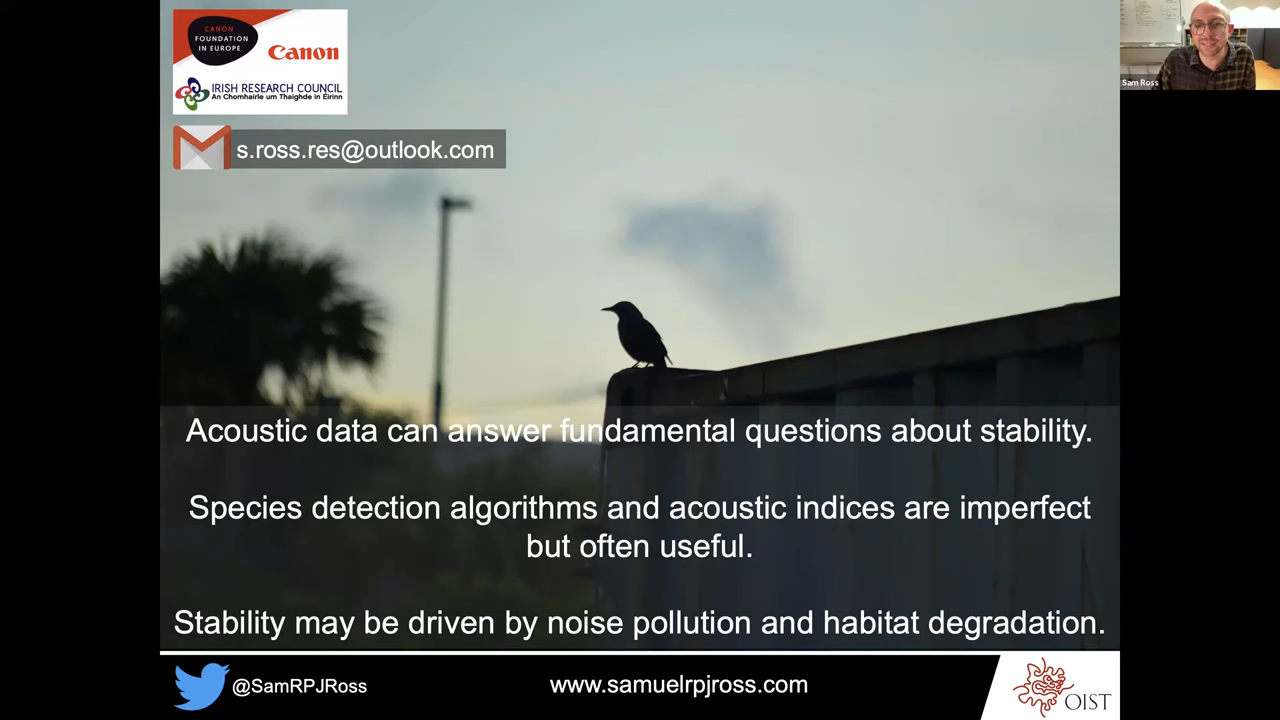 CANON
FOUNDATION
IN EUROPE
Canon
IRISH RESEARCH COUNCIL
An Chomhairle um Thaighde in Éirinn
s.ross.res@outlook.com
Sam Ross
Acoustic data can answer fundamental questions about stability.
Species detection algorithms and acoustic indices are imperfect
but often useful.
Stability may be driven by noise pollution and habitat degradation.
@SamRPJRoss
www.samuelrpjross.com
OIST